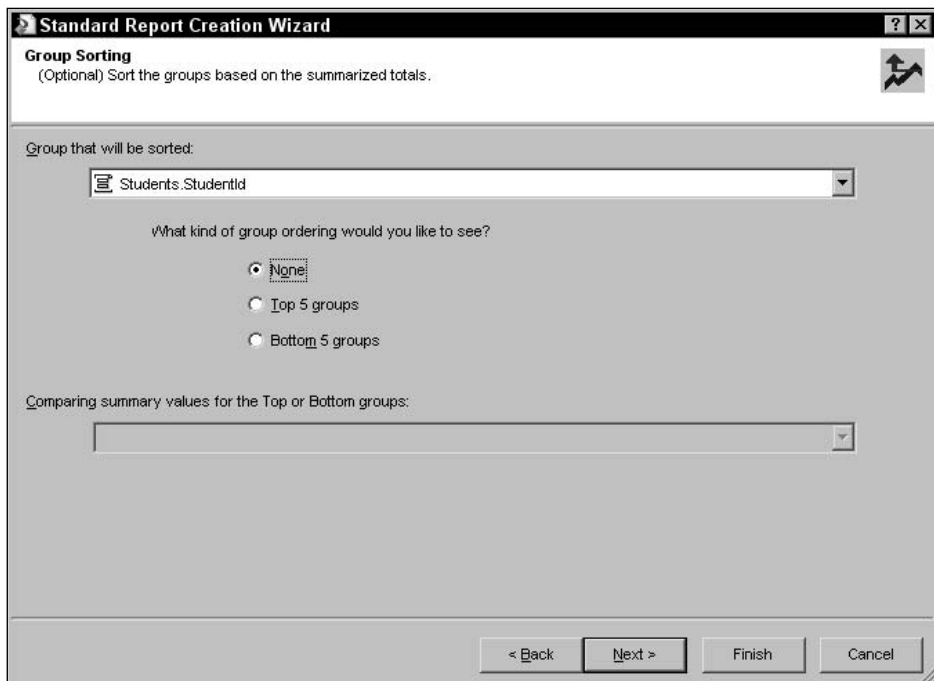 Standard Report Creation Wizard
Group Sorting
(Optional) Sort the groups based on the summarized totals.
Group that will be sorted:
Students.StudentId
What kind of group ordering would you like to see?
None
Top 5 groups
Bottom 5 groups
Comparing summary values for the Top or Bottom groups:
< Back Next > Finish Cancel